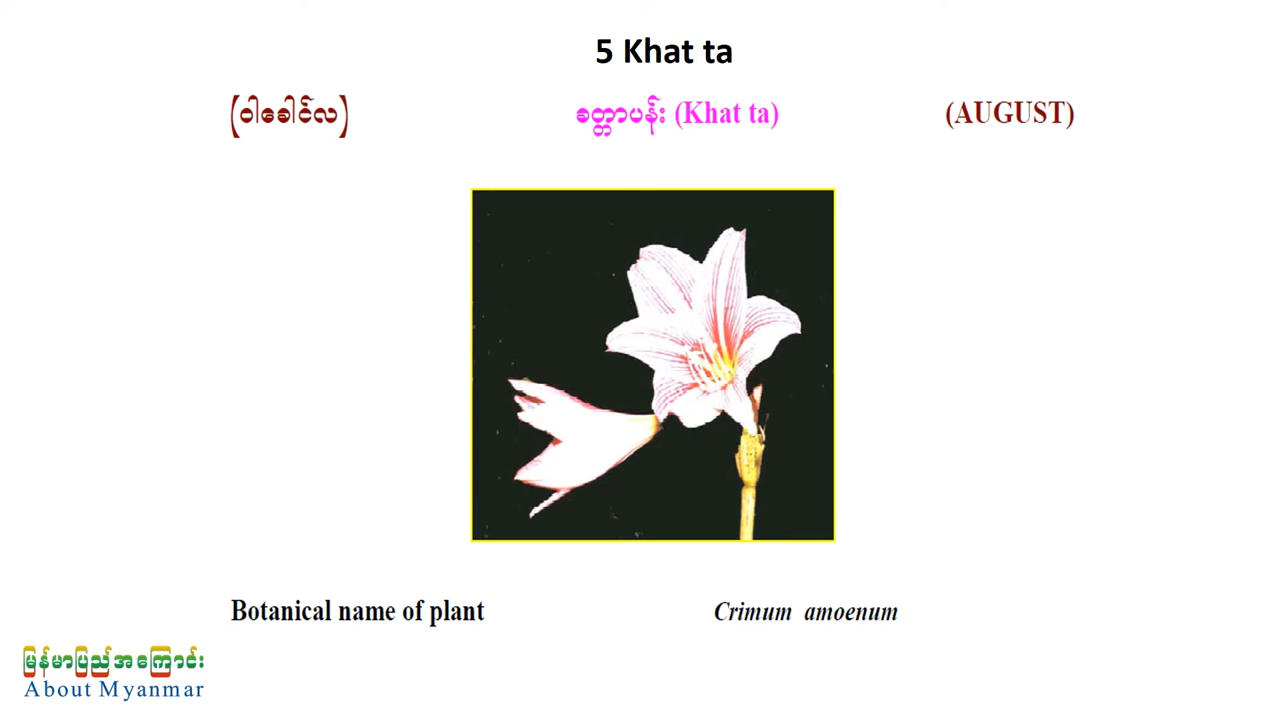 5 Khat ta
(ဝါခေါင်လ) ခတ္တာပန်း (Khat ta) (AUGUST)
Botanical name of plant Crimum amoenum
မြန်မာပြည်အကြောင်း
About Myanmar